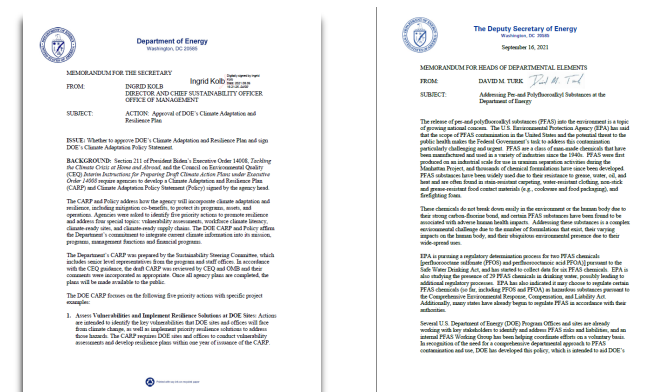 Department of Energy
Washington, DC 20585
MEMORANDUM FOR THE SECRETARY
Ingrid Kolb
Digitally signed by Ingrid
Kolb
FROM: INGRID KOLB
DIRECTOR AND CHIEF SUSTAINABILITY OFFICER
OFFICE OF MANAGEMENT
SUBJECT: ACTION: Approval of DOE's Climate Adaptation and
Resilience Plan
ISSUE: Whether to approve DOE's Climate Adaptation and Resilience Plan and sign
DOE's Climate Adaptation Policy Statement.
BACKGROUND: Section 211 of President Biden's Executive Order 14008, Tackling
the Climate Crisis at Home and Abroad, and the Council on Environmental Quality
(CEQ) Interim Instructions for Preparing Draft Climate Action Plans under Executive
Order 14008 require agencies to develop a Climate Adaptation and Resilience Plan
(CARP) and Climate Adaptation Policy Statement (Policy) signed by the agency head.
The CARP and Policy address how the agency will incorporate climate adaptation and
resilience, including mitigation co-benefits, to protect its programs, assets, and
operations. Agencies were asked to identify five priority actions to promote resilience
and address four special topics: vulnerability assessments, workforce climate literacy;
climate-ready sites, and climate-ready supply chains. The DOE CARP and Policy affirm
the Department's commitment to integrate current climate information into its mission,
programs, management functions and financial programs.
The Department's CARP was prepared by the Sustainability Steering Committee, which
includes senior level representatives from the program and staff offices. In accordance
with the CEQ guidance, the draft CARP was reviewed by CEQ and OMB and their
comments were incorporated as appropriate. Once all agency plans are completed, the
plans will be made available to the public.
The DOE CARP focuses on the following five priority actions with specific project
examples:
1. Assess Vulnerabilities and Implement Resilience Solutions at DOE Sites: Actions
are intended to identify the key vulnerabilities that DOE sites and offices will face
from climate change, as well as implement priority resilience solutions to address
those hazards. The CARP requires DOE sites and offices to conduct vulnerability
assessments and develop resilience plans within one year of issuance of the CARP.
The Deputy Secretary of Energy
Washington, DC 20585
September 16, 2021
MEMORANDUM FOR HEADS OF DEPARTMENTAL ELEMENTS
FROM: DAVID M. TURK David M. Turk
SUBJECT: Addressing Per-and Polyfluoroalkyl Substances at the
Department of Energy
The release of per-and polyfluoroalkyl substances (PFAS) into the environment is a topic
of growing national concern. The U.S. Environmental Protection Agency (EPA) has said
that the scope of PFAS contamination in the United States and the potential threat to the
public health makes the Federal Government's task to address this contamination
particularly challenging and urgent. PFAS are a class of man-made chemicals that have
been manufactured and used in a variety of industries since the 1940s. PFAS were first
produced on an industrial scale for use in uranium separation activities during the
Manhattan Project, and thousands of chemical formulations have since been developed.
PFAS substances have been widely used due to their resistance to grease, water, oil, and
heat and are often found in stain-resistant carpeting, water-resistant clothing, non-stick
and grease-resistant food contact materials (e.g., cookware and food packaging), and
firefighting foam.
These chemicals do not break down easily in the environment or the human body due to
their strong carbon-fluorine bond, and certain PFAS substances have been found to be
associated with adverse human health impacts. Addressing these substances is a complex
environmental challenge due to the number of formulations that exist, their varying
impacts on the human body, and their ubiquitous environmental presence due to their
wide-spread uses.
EPA is pursuing a regulatory determination process for two PFAS chemicals
[perfluorooctane sulfonate (PFOS) and perfluorooctanoic acid (PFOA)] pursuant to the
Safe Water Drinking Act, and has started to collect data for six PFAS chemicals. EPA is
also studying the presence of 29 PFAS chemicals in drinking water, possibly leading to
additional regulatory processes. EPA has also indicated it may choose to regulate certain
PFAS chemicals (so far, including PFOS and PFOA) as hazardous substances pursuant to
the Comprehensive Environmental Response, Compensation, and Liability Act.
Additionally, many states have already begun to regulate PFAS in accordance with their
authorities.
Several U.S. Department of Energy (DOE) Program Offices and sites are already
working with key stakeholders to identify and address PFAS risks and liabilities, and an
internal PFAS Working Group has been helping coordinate efforts on a voluntary basis.
In recognition of the need for a comprehensive departmental approach to PFAS
contamination and use, DOE has developed this policy, which is intended to aid DOE's